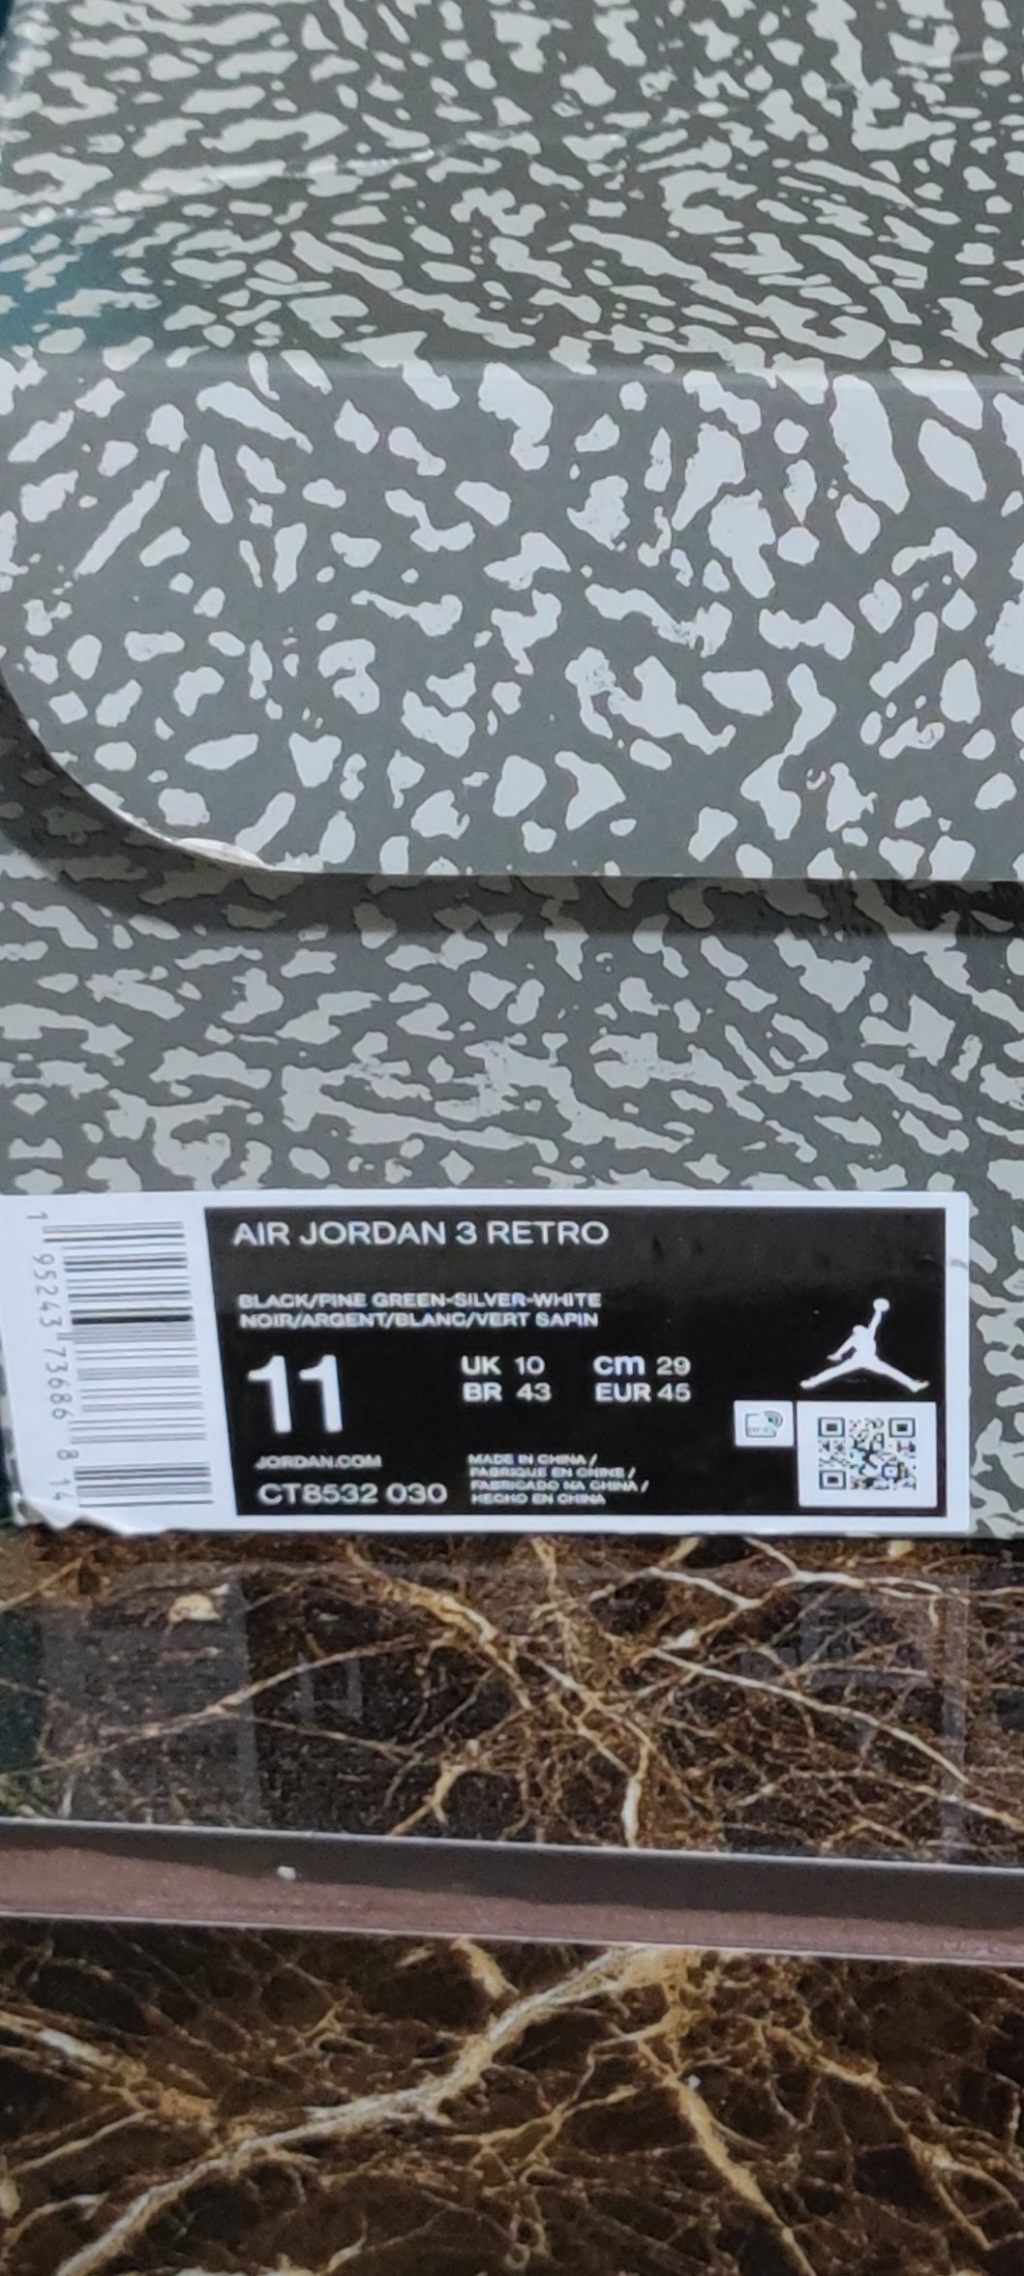 AIR JORDAN 3 RETRO
BLACK/PINE GREEN-SILVER-WHITE
NOIR/ARGENT/BLANC/VERT SAPIN
11
UK 10 cm 29
BR 43 EUR 45
JORDAN.COM
CT8532 030
MADE IN CHINA /
FABRIQUE EN CHINE /
FABRICADO NA CHINA /
HECHO EN CHINA
1 95243 73686 8 14